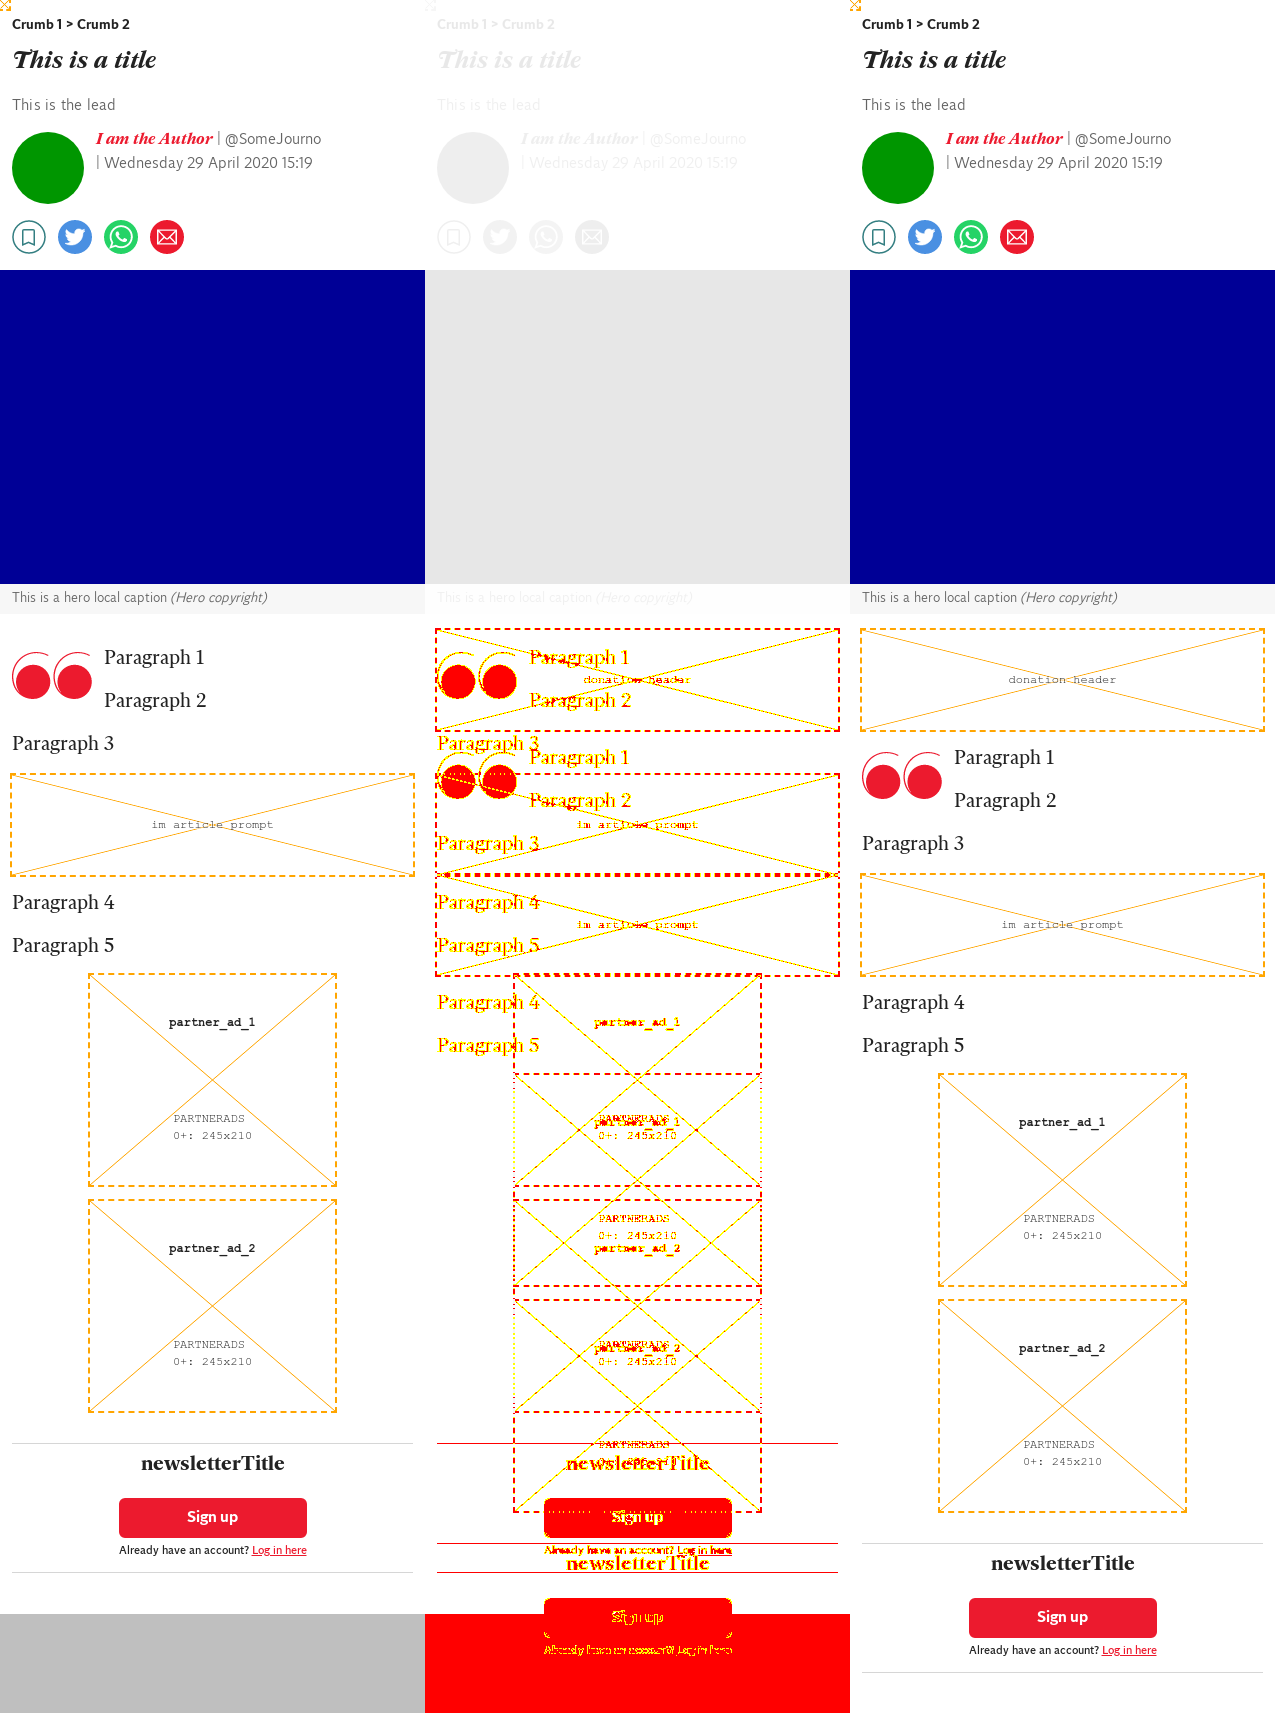 Crumb 1 > Crumb 2
This is a title
This is the lead
I am the Author | @SomeJourno
| Wednesday 29 April 2020 15:19
This is a hero local caption (Hero copyright)
Paragraph 1
Paragraph 2
Paragraph 3
im article prompt
Paragraph 4
Paragraph 5
partner_ad_1
PARTNERADS
0+: 245x210
partner_ad_2
PARTNERADS
0+: 245x210
newsletterTitle
Sign up
Already have an account? Log in here
Crumb 1 > Crumb 2
This is a title
This is the lead
I am the Author | @SomeJourno
| Wednesday 29 April 2020 15:19
This is a hero local caption (Hero copyright)
Paragraph 1
donation header
Paragraph 2
Paragraph 3
Paragraph 1
Paragraph 2
im article prompt
Paragraph 3
Paragraph 4
im article prompt
Paragraph 5
Paragraph 4
partner_ad_1
Paragraph 5
PARTNERADS
partner_ad_1
0+: 245x210
PARTNERADS
0+: 245x210
partner_ad_2
PARTNERADS
partner_ad_2
0+: 245x210
PARTNERADS
0+: 245x210
newsletterTitle
Sign up
Already have an account? Log in here
newsletterTitle
Sign up
Already have an account? Log in here
Crumb 1 > Crumb 2
This is a title
This is the lead
I am the Author | @SomeJourno
| Wednesday 29 April 2020 15:19
This is a hero local caption (Hero copyright)
donation header
Paragraph 1
Paragraph 2
Paragraph 3
im article prompt
Paragraph 4
Paragraph 5
partner_ad_1
PARTNERADS
0+: 245x210
partner_ad_2
PARTNERADS
0+: 245x210
newsletterTitle
Sign up
Already have an account? Log in here